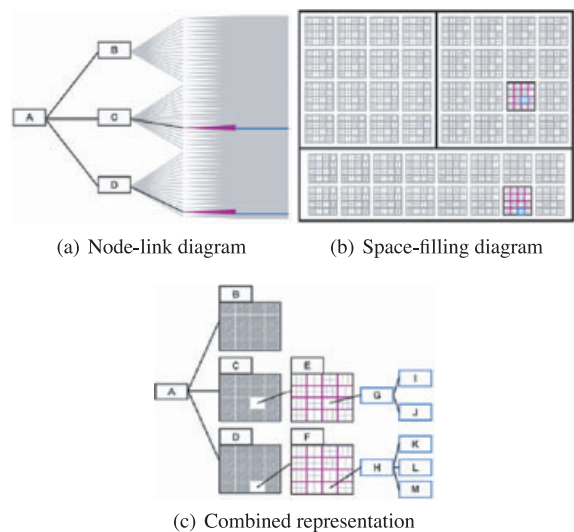 B
A
C
D
(a) Node-link diagram
(b) Space-filling diagram
B
C
E
I
A
G
J
D
F
K
H
L
M
(c) Combined representation